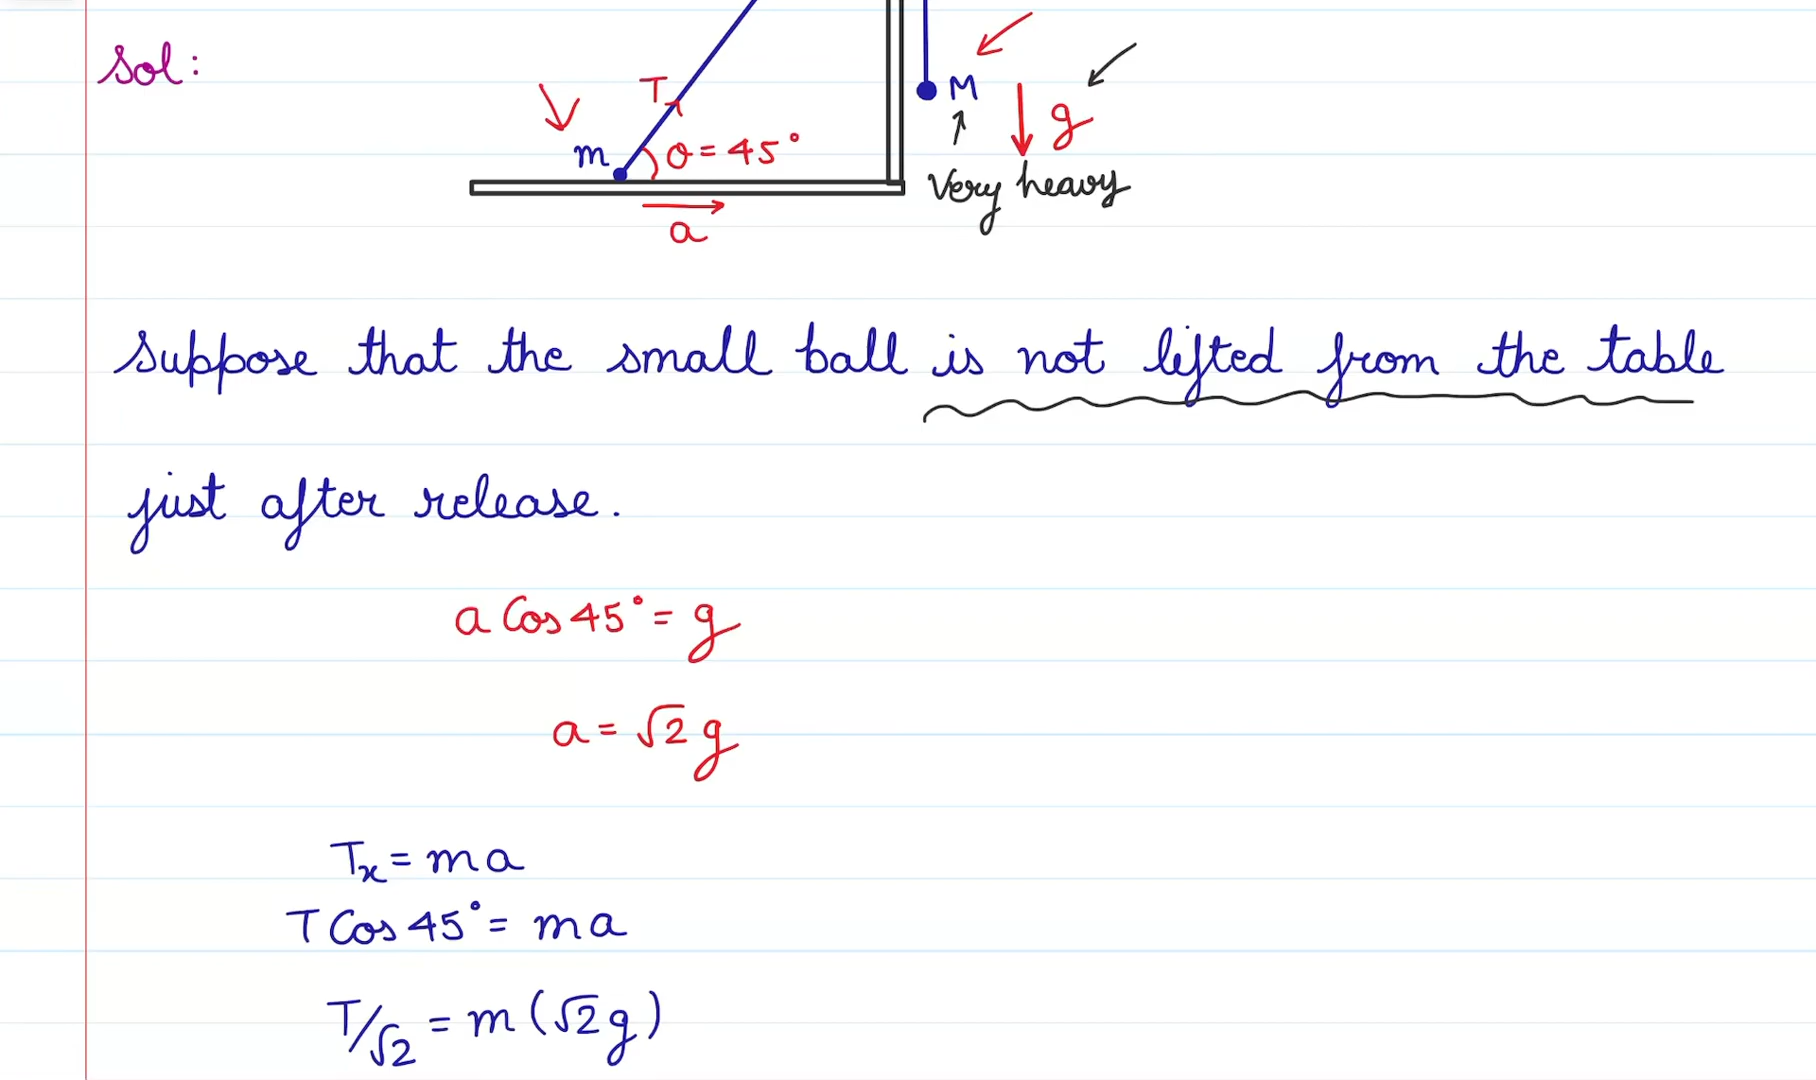 Sol:
T
M
g
m
θ = 45°
Very heavy
a
Suppose that the small ball is not lifted from the table
just after release.
a Cos 45° = g
a = √2 g
Tx = ma
T Cos 45° = ma
T/√2 = m(√2g)